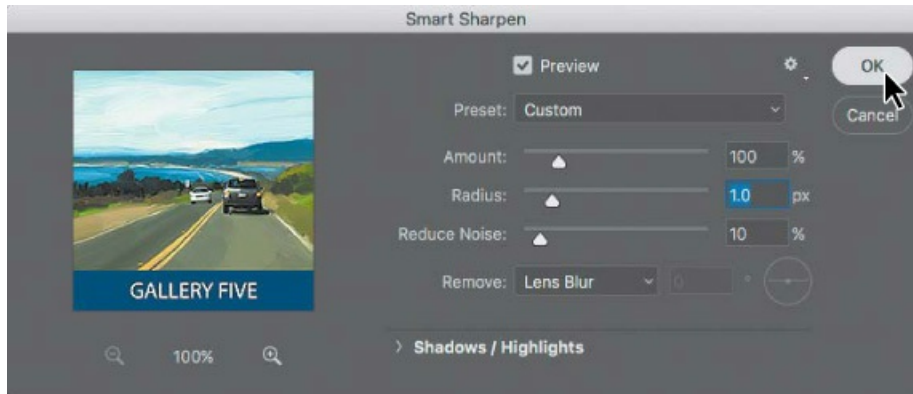 Smart Sharpen
Preview
OK
Preset: Custom
Cancel
Amount: 100 %
Radius: 1.0 px
Reduce Noise: 10 %
Remove: Lens Blur 0 °
GALLERY FIVE
100%
Shadows / Highlights